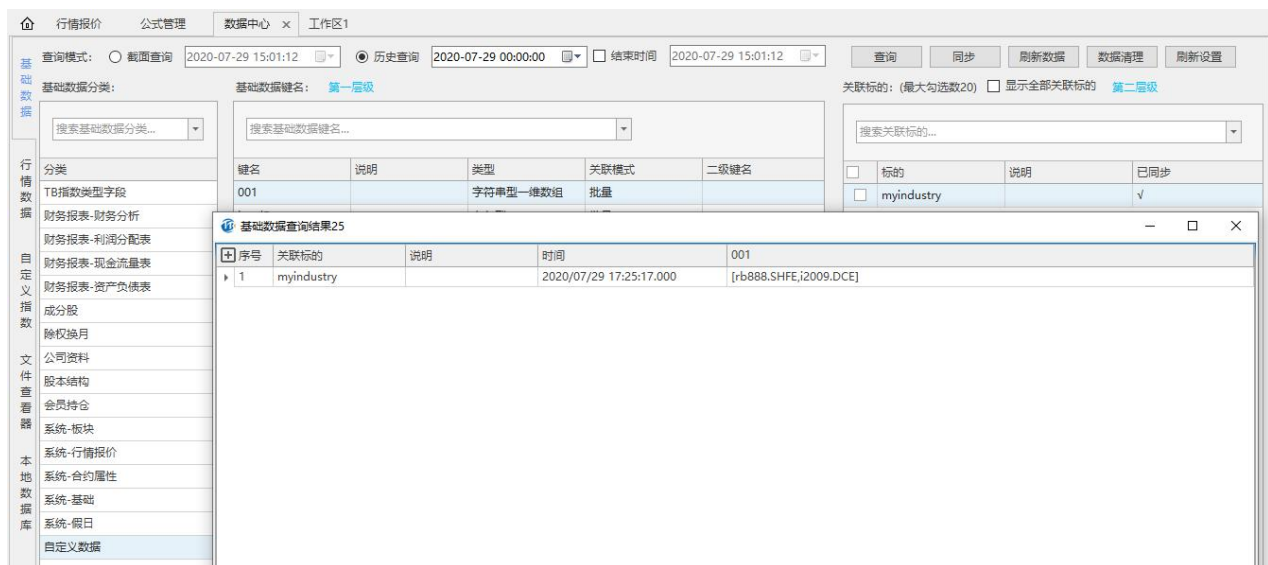 行情报价 公式管理 数据中心 × 工作区1
基础数据
行情数据
自定义指数
文件查看器
本地数据库
查询模式: 截面查询 2020-07-29 15:01:12 历史查询 2020-07-29 00:00:00 结束时间 2020-07-29 15:01:12 查询 同步 刷新数据 数据清理 刷新设置
基础数据分类: 基础数据键名: 第一层级 关联标的: (最大勾选数20) 显示全部关联标的 第二层级
搜索基础数据分类... 搜索基础数据键名... 搜索关联标的...
分类 键名 说明 类型 关联模式 二级键名 标的 说明 已同步
TB指数类型字段 001 字符串型一维数组 批量 myindustry √
财务报表-财务分析
财务报表-利润分配表
财务报表-现金流量表
财务报表-资产负债表
成分股
除权换月
公司资料
股本结构
会员持仓
系统-板块
系统-行情报价
系统-合约属性
系统-基础
系统-假日
自定义数据
基础数据查询结果25
序号 关联标的 说明 时间 001
1 myindustry 2020/07/29 17:25:17.000 [rb888.SHFE,i2009.DCE]